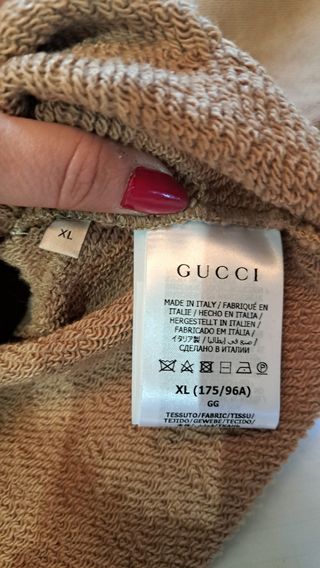 XL
GUCCI
MADE IN ITALY / FABRIQUÉ EN
ITALIE / HECHO EN ITALIA /
HERGESTELLT IN ITALIEN /
FABRICADO EM ITÁLIA /
イタリア製 / صنع في إيطاليا /
СДЕЛАНО В ИТАЛИИ
XL (175/96A)
GG
TESSUTO/FABRIC/TISSU/
TEJIDO/GEWEBE/TECIDO/